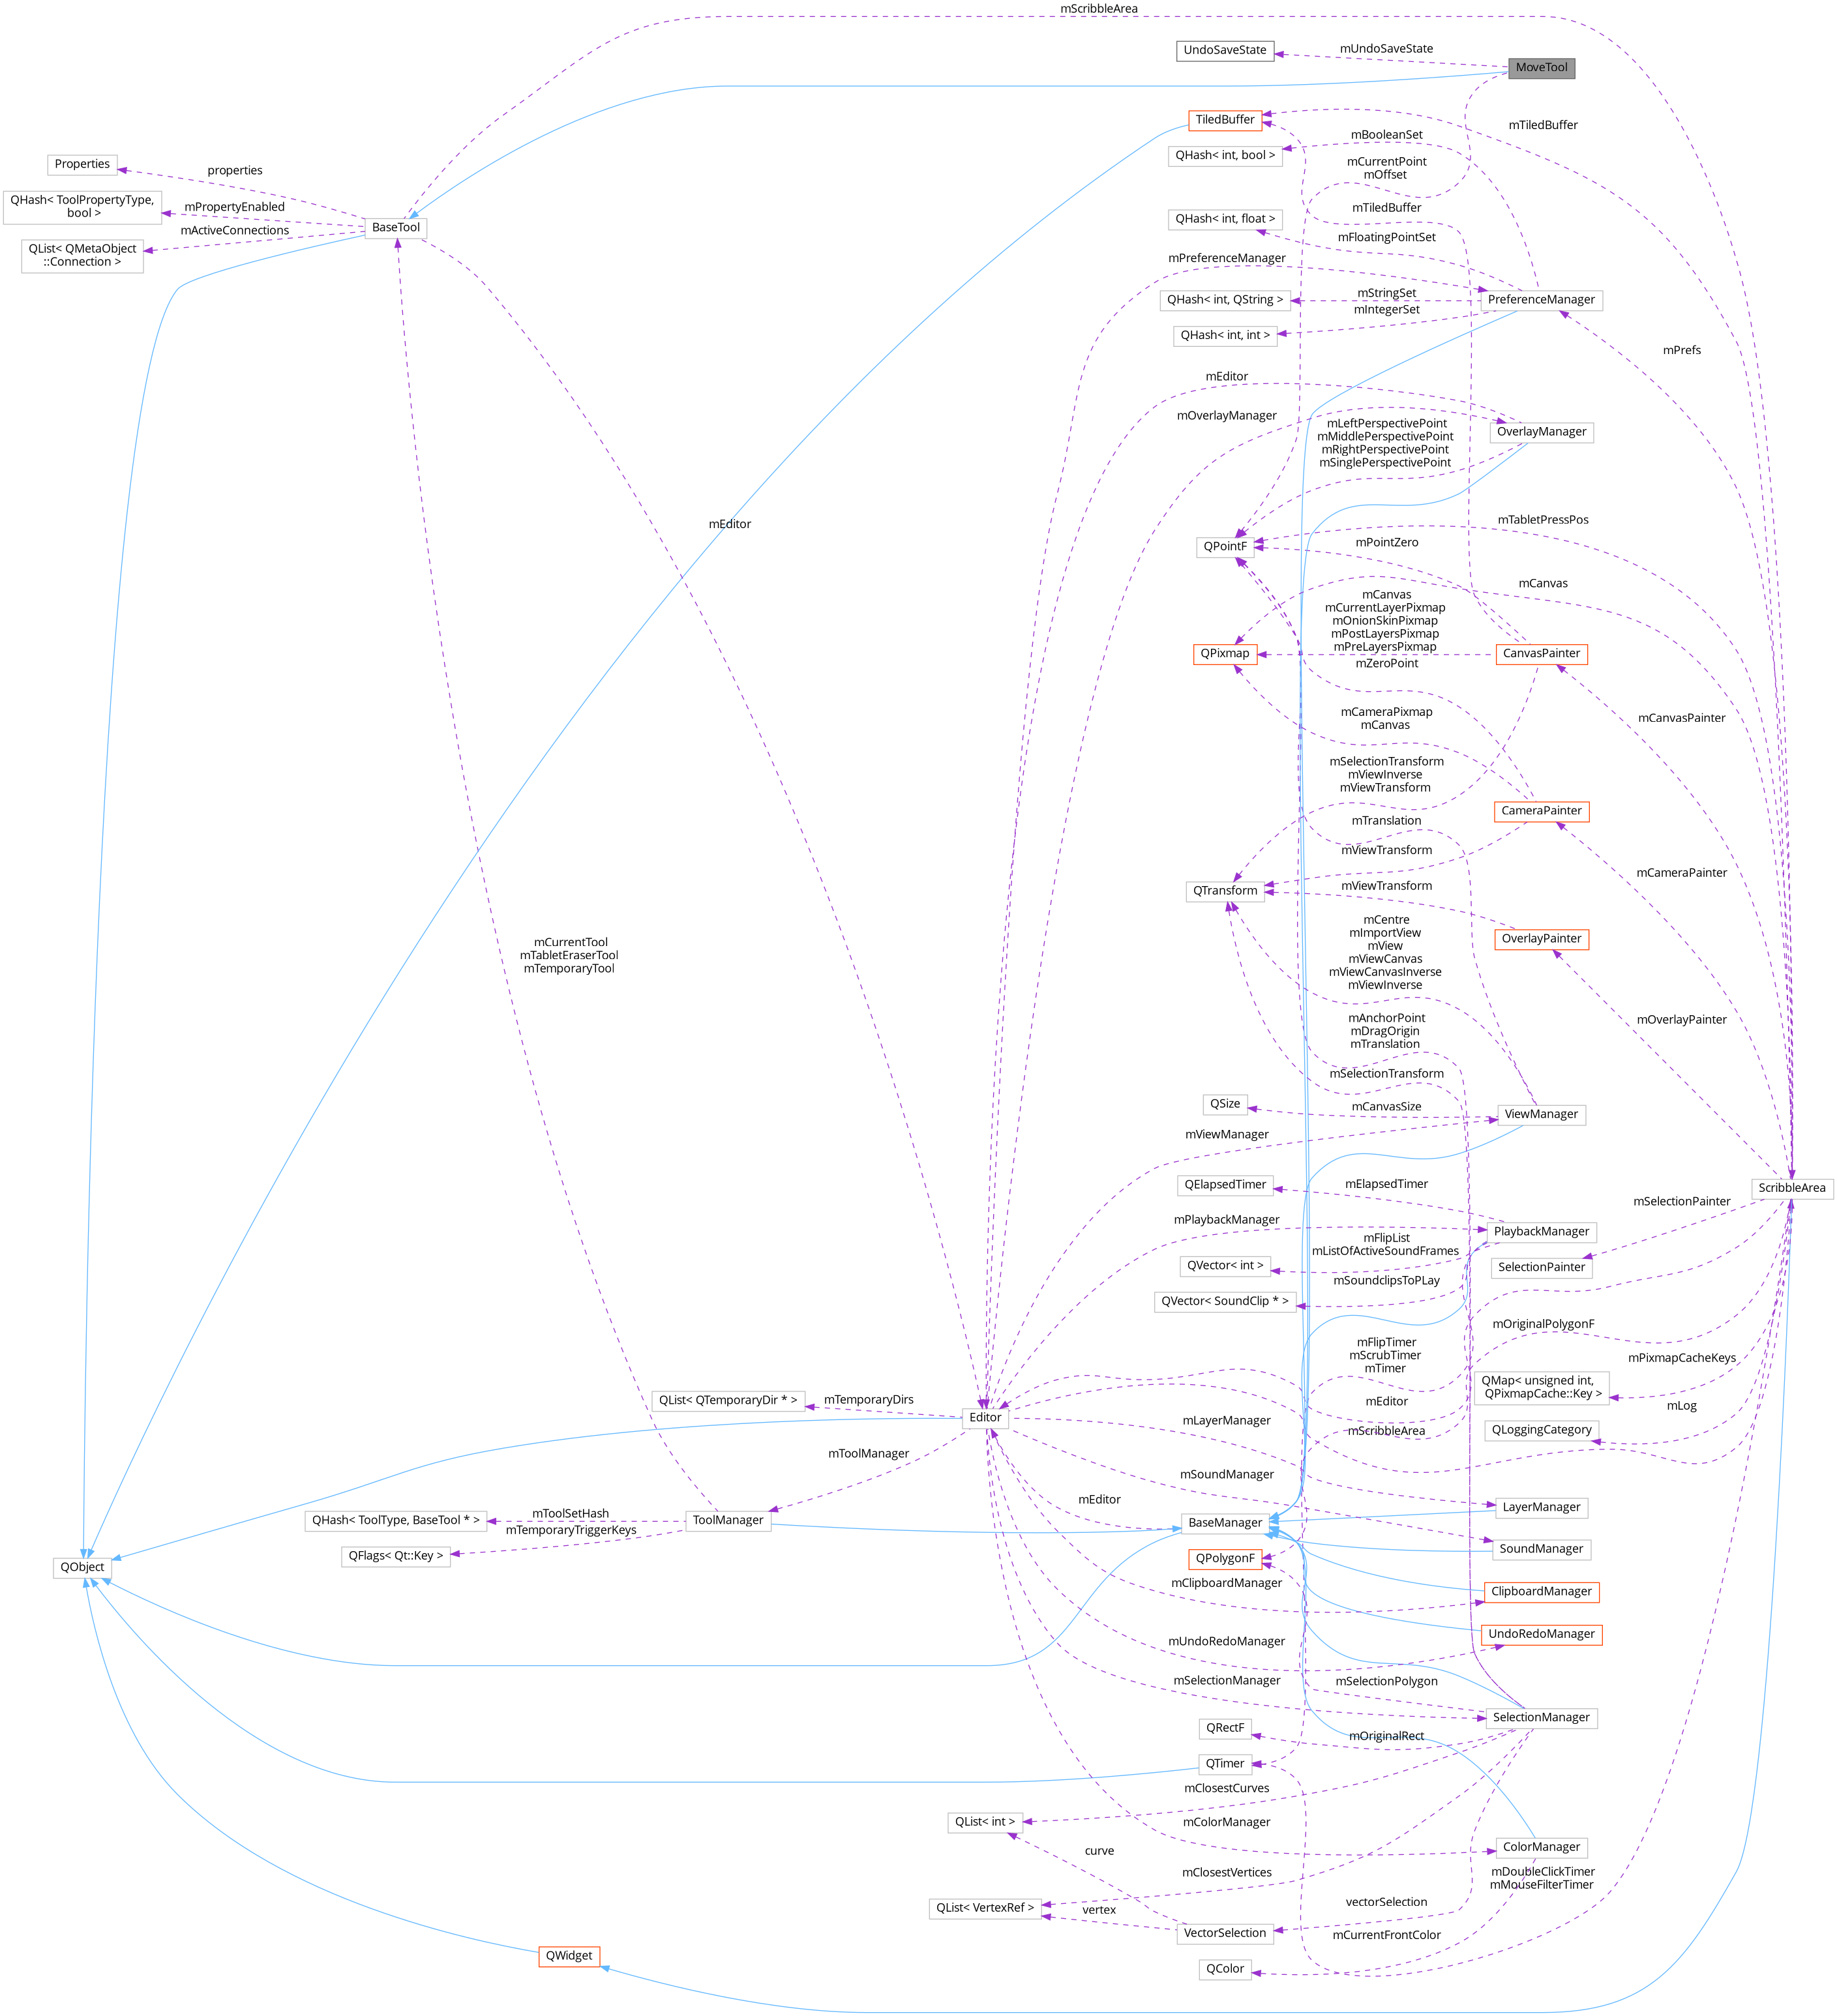 mScribbleArea
UndoSaveState
mUndoSaveState
MoveTool
TiledBuffer
mTiledBuffer
mBooleanSet
QHash< int, bool >
Properties
properties
mCurrentPoint
mOffset
QHash< ToolPropertyType,
bool >
mPropertyEnabled
mTiledBuffer
QHash< int, float >
BaseTool
mActiveConnections
mFloatingPointSet
QList< QMetaObject
::Connection >
mPreferenceManager
QHash< int, QString >
mStringSet
PreferenceManager
mIntegerSet
QHash< int, int >
mPrefs
mEditor
mOverlayManager
mLeftPerspectivePoint
mMiddlePerspectivePoint
mRightPerspectivePoint
mSinglePerspectivePoint
OverlayManager
mEditor
mTabletPressPos
QPointF
mPointZero
mCanvas
mCanvas
mCurrentLayerPixmap
mOnionSkinPixmap
mPostLayersPixmap
mPreLayersPixmap
QPixmap
CanvasPainter
mZeroPoint
mCameraPixmap
mCanvas
mCanvasPainter
mSelectionTransform
mViewInverse
mViewTransform
CameraPainter
mTranslation
mViewTransform
mCameraPainter
QTransform
mViewTransform
mCentre
mImportView
mView
mViewCanvas
mViewCanvasInverse
mViewInverse
OverlayPainter
mCurrentTool
mTabletEraserTool
mTemporaryTool
mOverlayPainter
mAnchorPoint
mDragOrigin
mTranslation
mSelectionTransform
QSize
mCanvasSize
ViewManager
mViewManager
QElapsedTimer
mElapsedTimer
ScribbleArea
mSelectionPainter
mPlaybackManager
PlaybackManager
mFlipList
mListOfActiveSoundFrames
QVector< int >
SelectionPainter
mSoundclipsToPLay
QVector< SoundClip * >
mOriginalPolygonF
mFlipTimer
mScrubTimer
mTimer
mPixmapCacheKeys
QMap< unsigned int,
QPixmapCache::Key >
QList< QTemporaryDir * >
mTemporaryDirs
mEditor
mLog
Editor
mLayerManager
mScribbleArea
QLoggingCategory
mToolManager
mSoundManager
mEditor
LayerManager
QHash< ToolType, BaseTool * >
mToolSetHash
ToolManager
BaseManager
mTemporaryTriggerKeys
QFlags< Qt::Key >
SoundManager
QObject
QPolygonF
mClipboardManager
ClipboardManager
mUndoRedoManager
UndoRedoManager
mSelectionManager
mSelectionPolygon
SelectionManager
QRectF
mOriginalRect
QTimer
mClosestCurves
QList< int >
mColorManager
ColorManager
curve
mClosestVertices
mDoubleClickTimer
mMouseFilterTimer
QList< VertexRef >
vertex
vectorSelection
VectorSelection
mCurrentFrontColor
QWidget
QColor